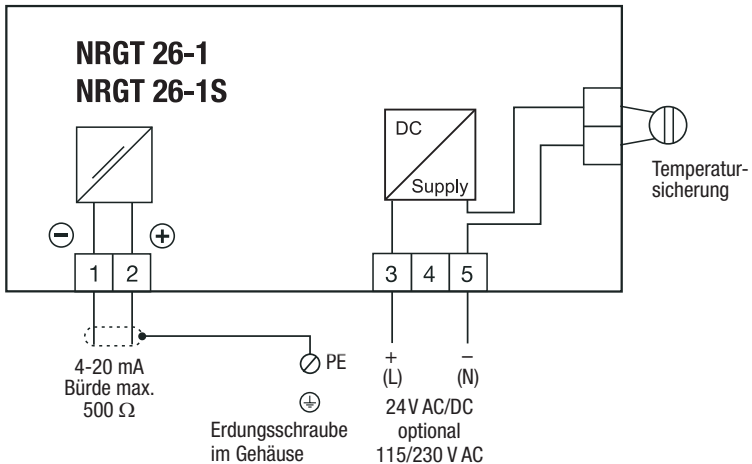 NRGT 26-1
NRGT 26-1S
DC
Supply
Temperatur-
sicherung
⊖ ⊕
1 2
3 4 5
4-20 mA
Bürde max.
500 Ω
PE
Erdungsschraube
im Gehäuse
+ –
(L) (N)
24V AC/DC
optional
115/230 V AC